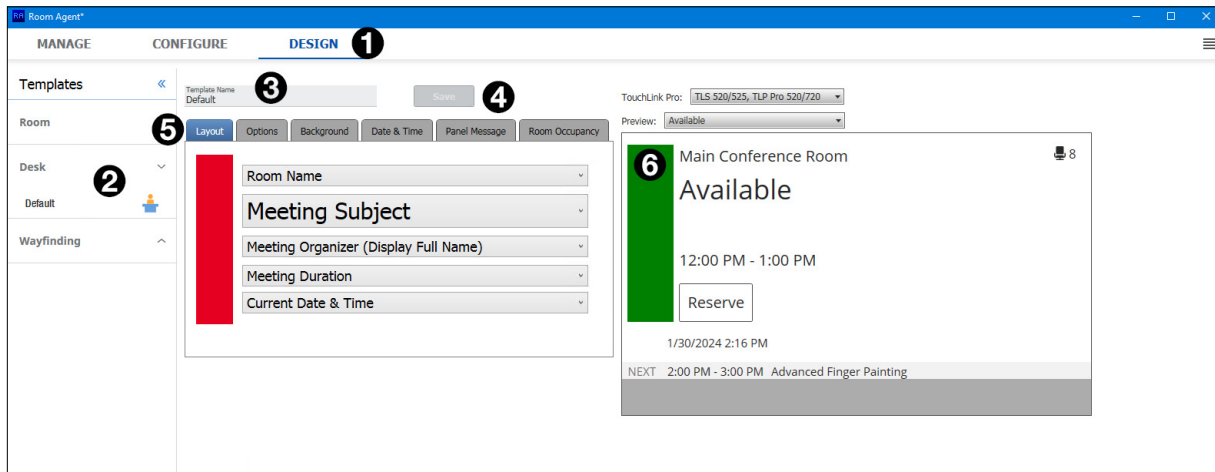 RA Room Agent*
MANAGE CONFIGURE DESIGN 1
Templates «
Room
Desk
2
Default
Wayfinding
Template Name
Default
3
Save 4
5 Layout Options Background Date & Time Panel Message Room Occupancy
Room Name
Meeting Subject
Meeting Organizer (Display Full Name)
Meeting Duration
Current Date & Time
TouchLink Pro: TLS 520/525, TLP Pro 520/720
Preview: Available
6 Main Conference Room 8
Available
12:00 PM - 1:00 PM
Reserve
1/30/2024 2:16 PM
NEXT 2:00 PM - 3:00 PM Advanced Finger Painting